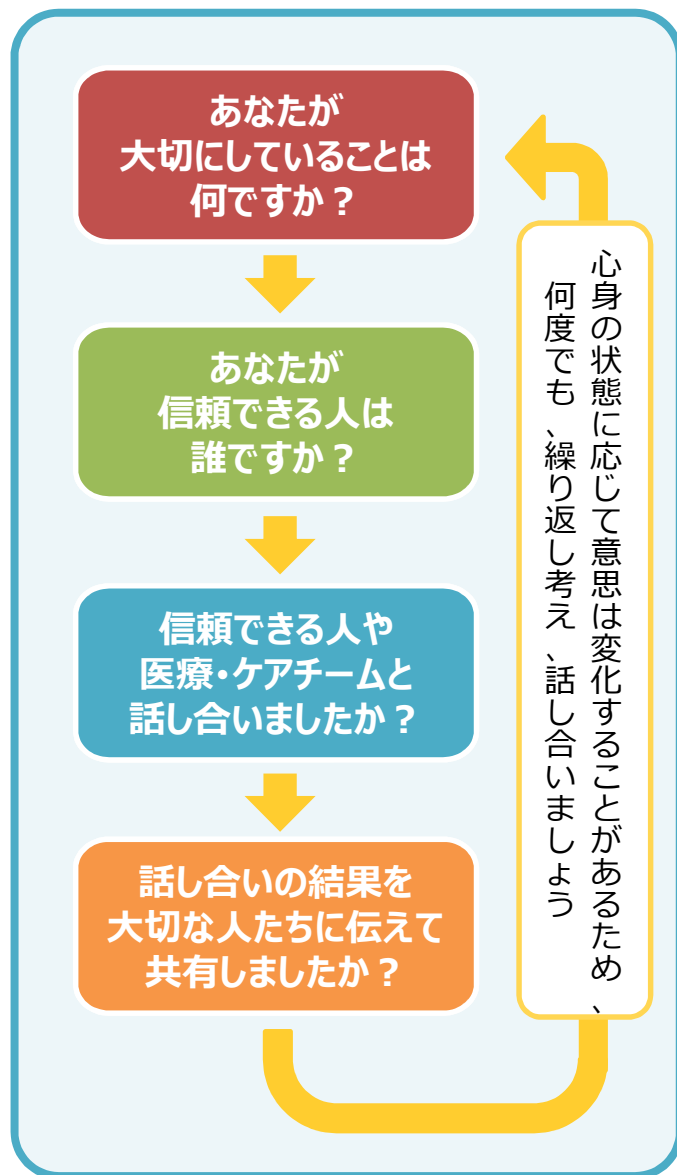 あなたが
大切にしていることは
何ですか？
あなたが
信頼できる人は
誰ですか？
信頼できる人や
医療・ケアチームと
話し合いましたか？
話し合いの結果を
大切な人たちに伝えて
共有しましたか？
心身の状態に応じて意思は変化することがあるため、
何度でも、繰り返し考え、話し合いましょう